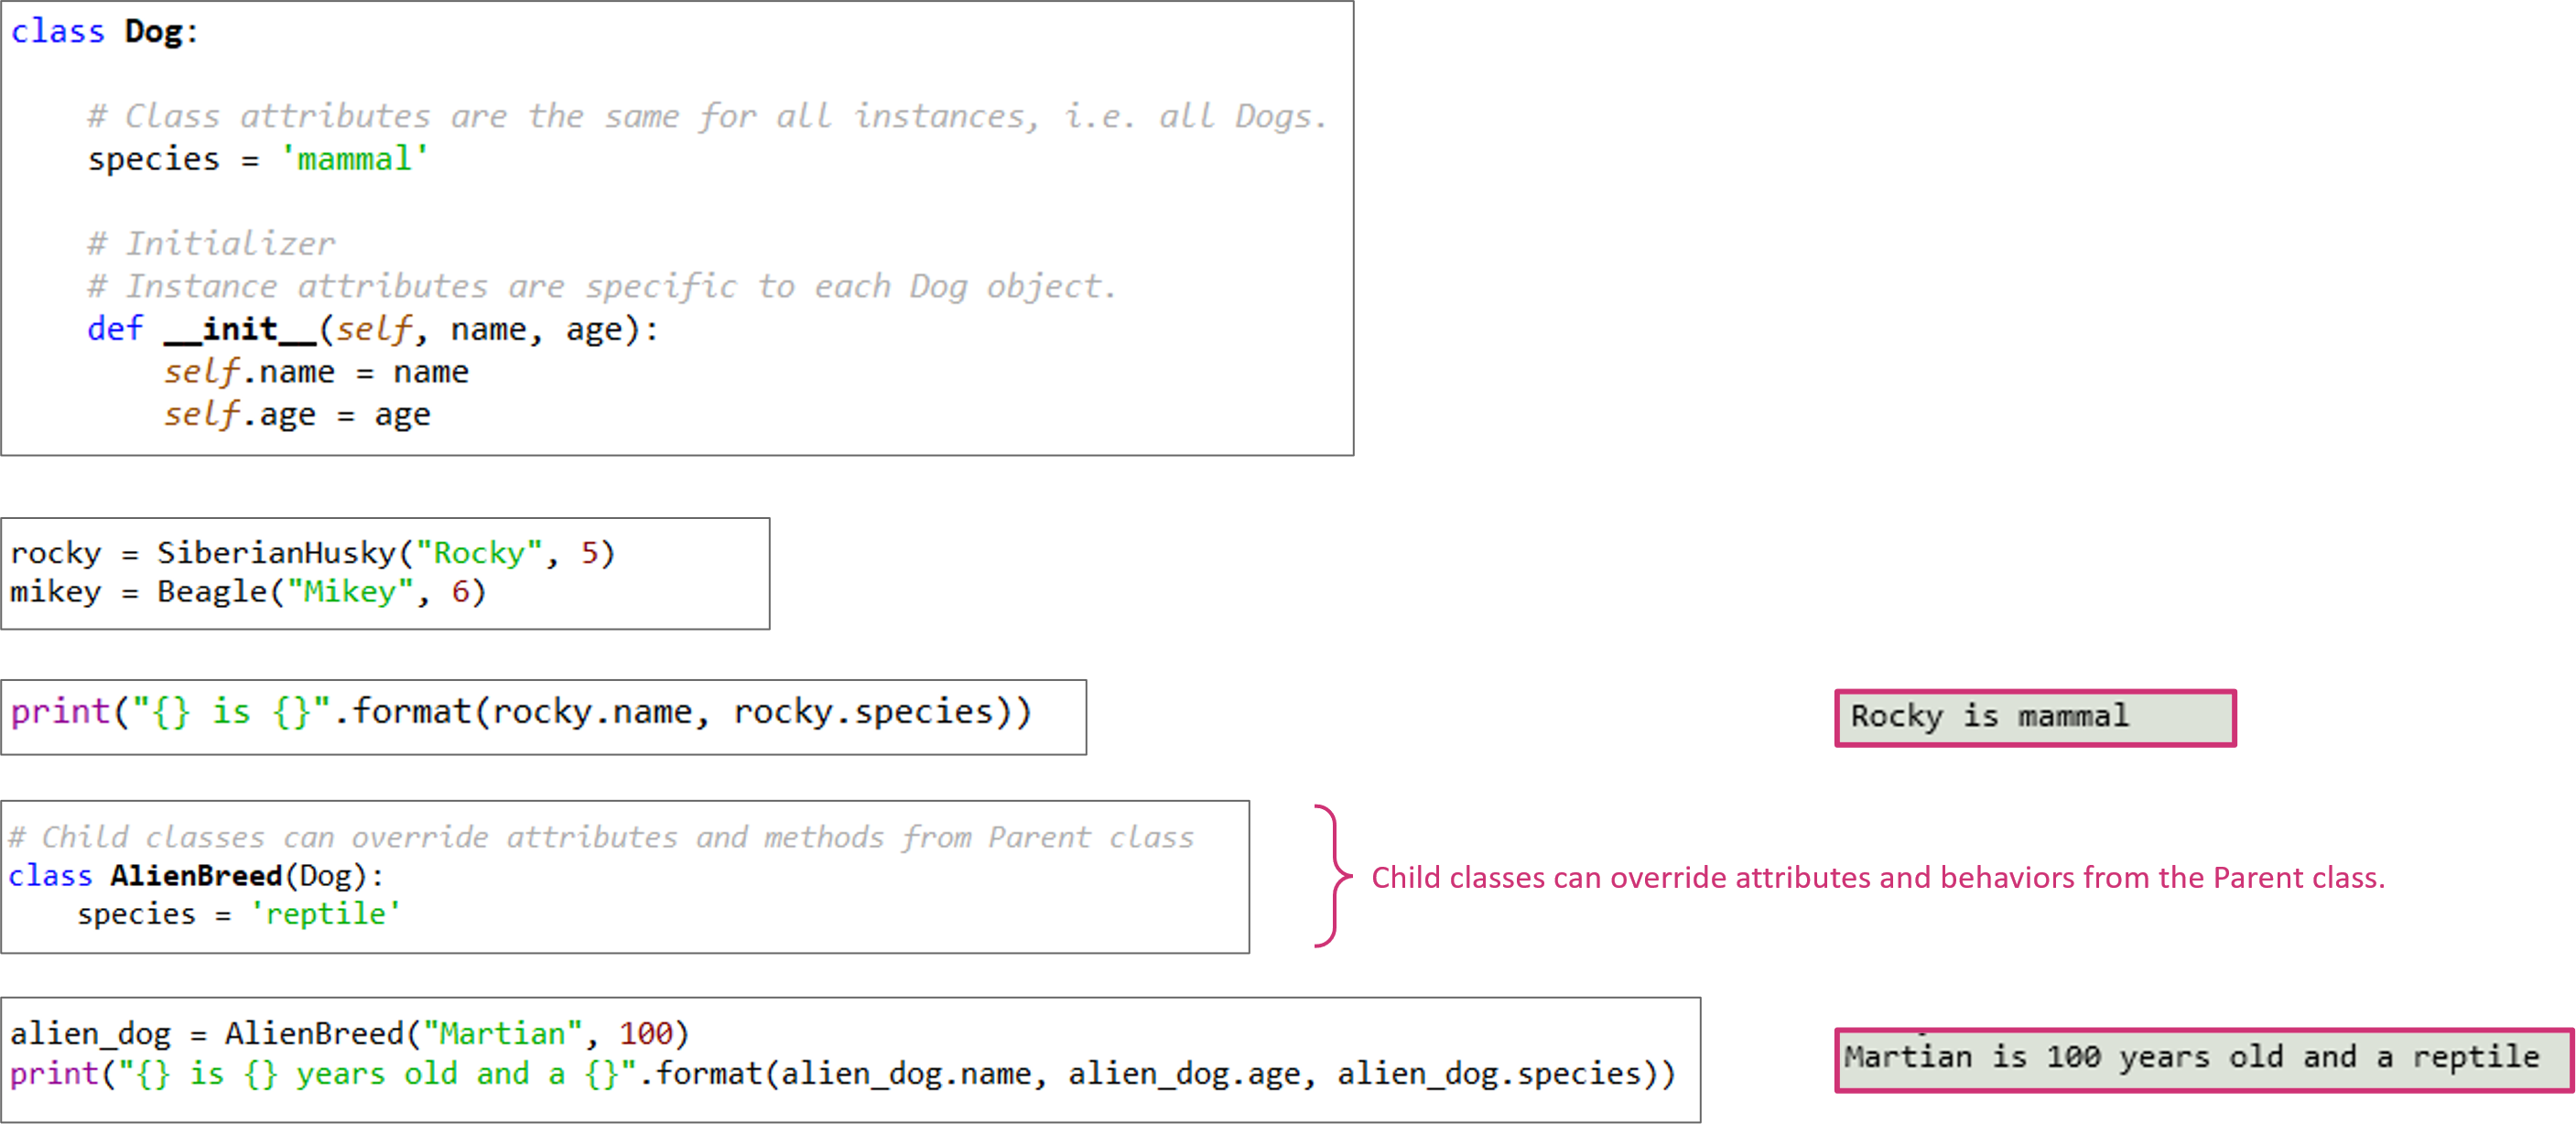 class Dog:
# Class attributes are the same for all instances, i.e. all Dogs.
species = 'mammal'
# Initializer
# Instance attributes are specific to each Dog object.
def __init__(self, name, age):
self.name = name
self.age = age
rocky = SiberianHusky("Rocky", 5)
mikey = Beagle("Mikey", 6)
print("{} is {}".format(rocky.name, rocky.species))
Rocky is mammal
# Child classes can override attributes and methods from Parent class
class AlienBreed(Dog):
species = 'reptile'
Child classes can override attributes and behaviors from the Parent class.
alien_dog = AlienBreed("Martian", 100)
print("{} is {} years old and a {}".format(alien_dog.name, alien_dog.age, alien_dog.species))
Martian is 100 years old and a reptile